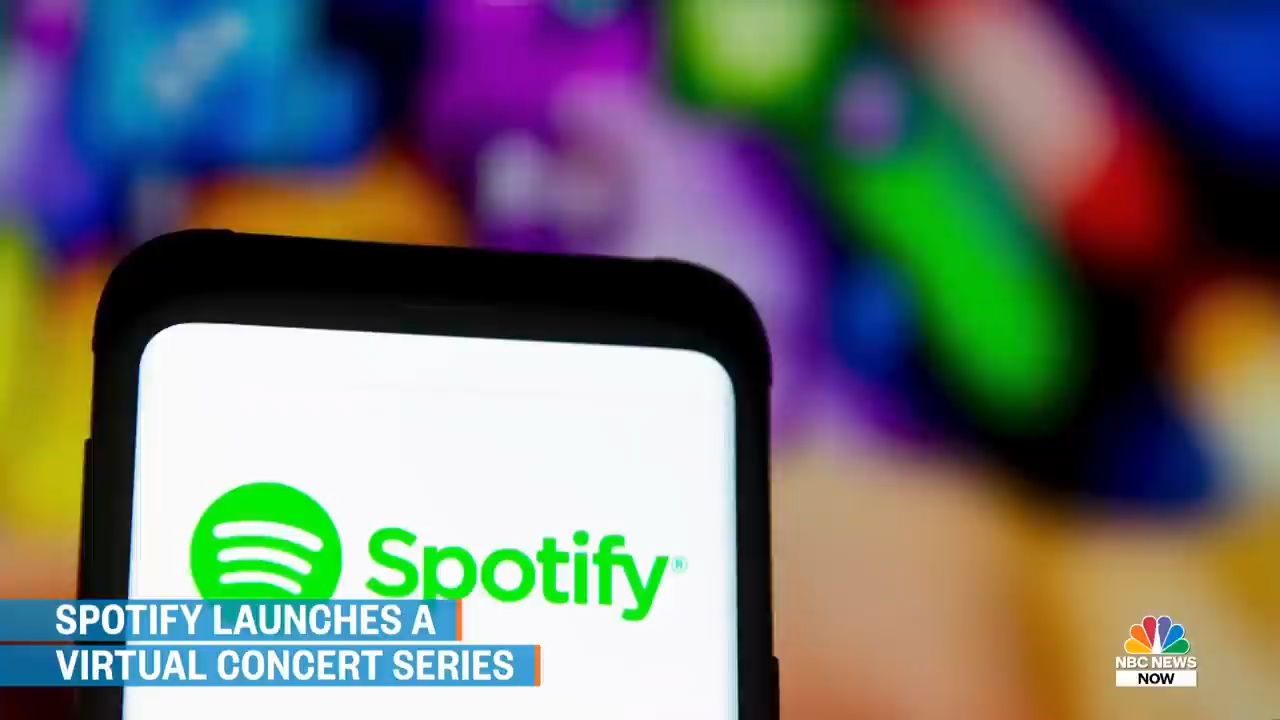 Spotify®
SPOTIFY LAUNCHES A
VIRTUAL CONCERT SERIES
NBC NEWS
NOW